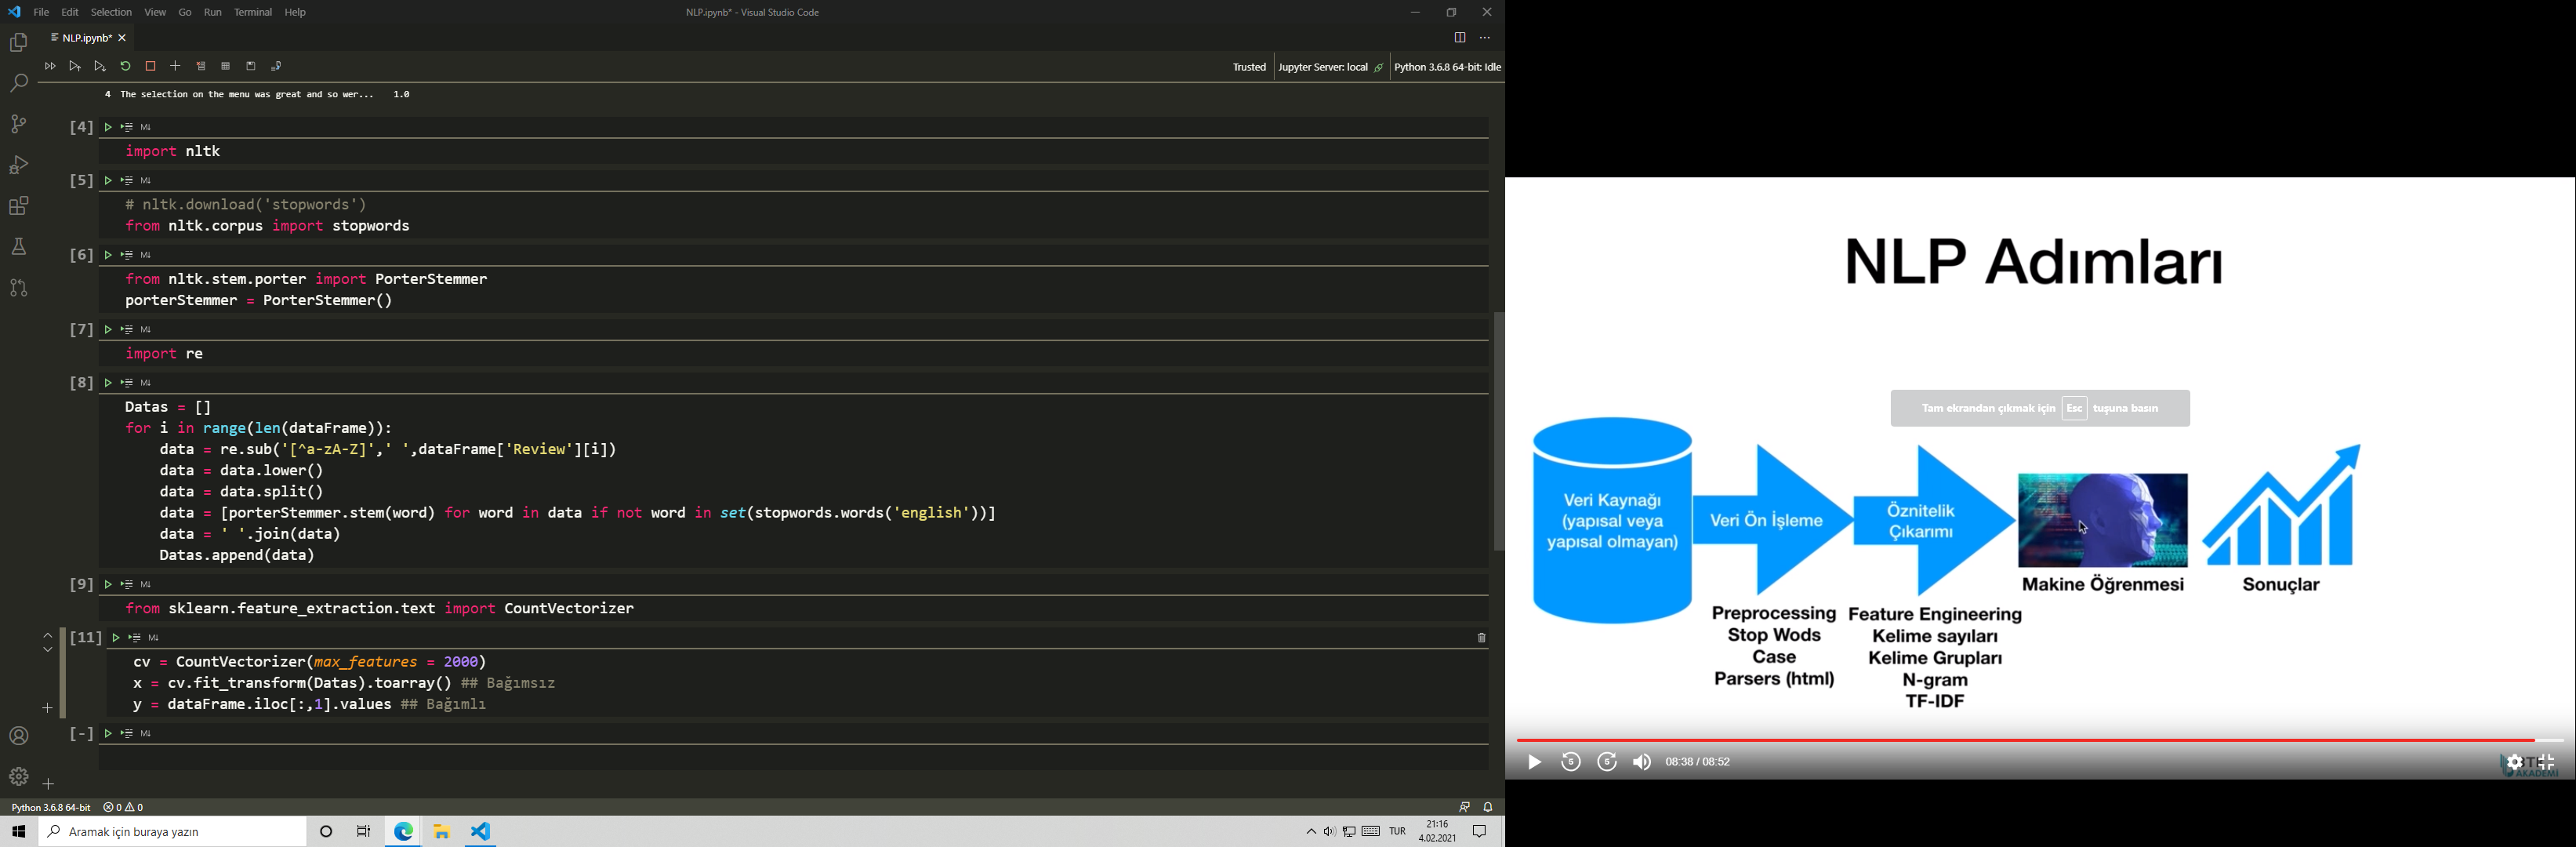 File Edit Selection View Go Run Terminal Help
NLP.ipynb* - Visual Studio Code
NLP.ipynb*
Trusted Jupyter Server: local Python 3.6.8 64-bit: Idle
4 The selection on the menu was great and so wer... 1.0
[4] M↓
import nltk
[5] M↓
# nltk.download('stopwords')
from nltk.corpus import stopwords
[6] M↓
from nltk.stem.porter import PorterStemmer
porterStemmer = PorterStemmer()
[7] M↓
import re
[8] M↓
Datas = []
for i in range(len(dataFrame)):
data = re.sub('[^a-zA-Z]',' ',dataFrame['Review'][i])
data = data.lower()
data = data.split()
data = [porterStemmer.stem(word) for word in data if not word in set(stopwords.words('english'))]
data = ' '.join(data)
Datas.append(data)
[9] M↓
from sklearn.feature_extraction.text import CountVectorizer
[11] M↓
cv = CountVectorizer(max_features = 2000)
x = cv.fit_transform(Datas).toarray() ## Bağımsız
y = dataFrame.iloc[:,1].values ## Bağımlı
[-] M↓
Python 3.6.8 64-bit 0 0
Aramak için buraya yazın
TUR
21:16
4.02.2021
NLP Adımları
Tam ekrandan çıkmak için Esc tuşuna basın
Veri Kaynağı
(yapısal veya
yapısal olmayan)
Veri Ön İşleme
Öznitelik
Çıkarımı
Makine Öğrenmesi
Sonuçlar
Preprocessing
Stop Wods
Case
Parsers (html)
Feature Engineering
Kelime sayıları
Kelime Grupları
N-gram
TF-IDF
5 5 08:38 / 08:52
AKADEMİ